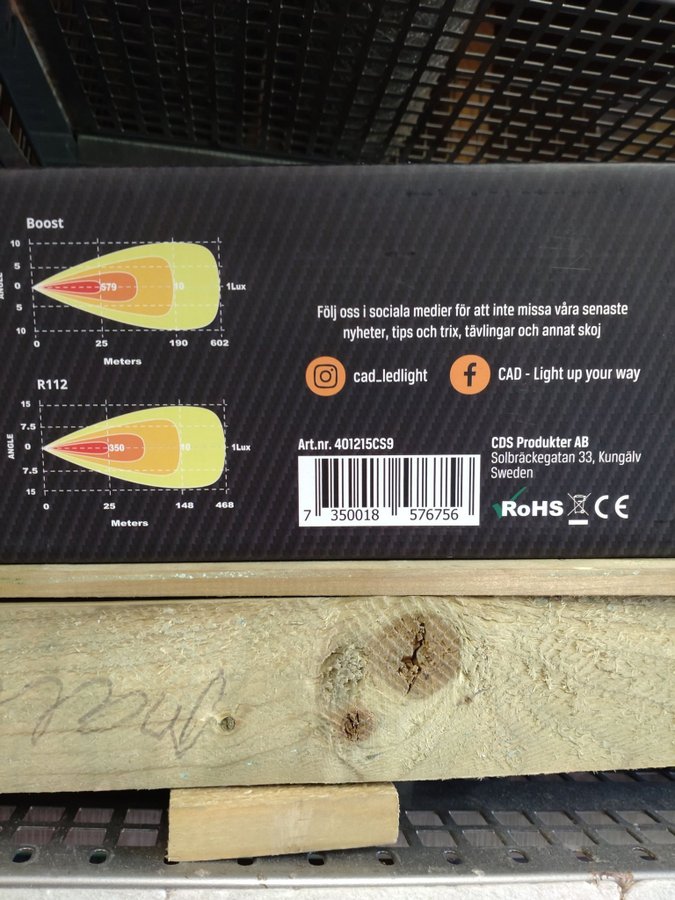 Boost
10
5
0
5
10
ANGLE
579
10
1Lux
0 25 190 602
Meters
R112
15
7.5
0
7.5
15
ANGLE
350
10
1Lux
0 25 148 468
Meters
Följ oss i sociala medier för att inte missa våra senaste
nyheter, tips och trix, tävlingar och annat skoj
cad_ledlight
CAD - Light up your way
Art.nr. 401215CS9
7 350018 576756
CDS Produkter AB
Solbräckegatan 33, Kungälv
Sweden
RoHS CE